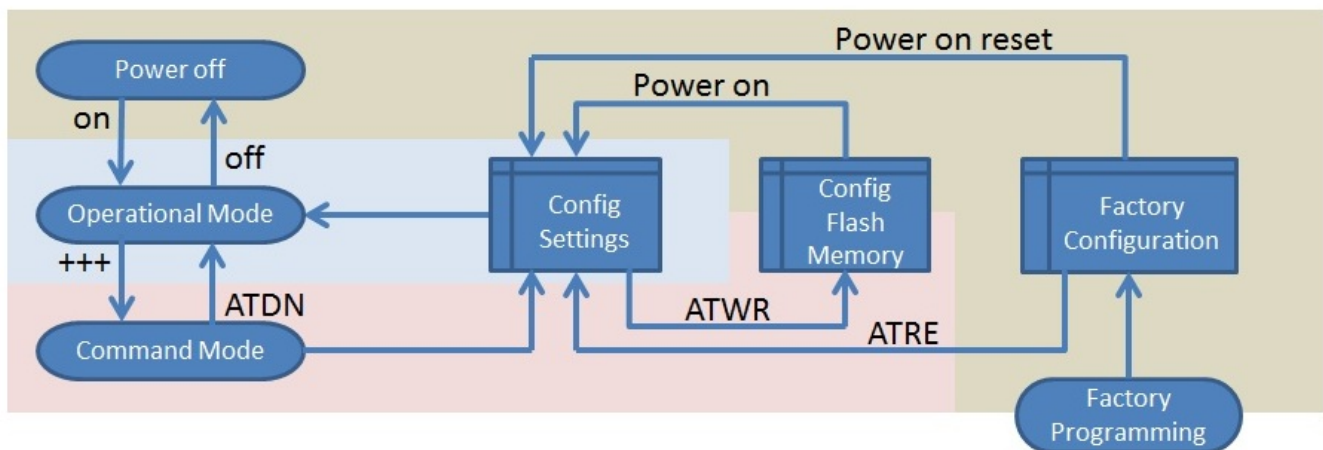 Power on reset
Power off
Power on
on
off
Operational Mode
Config
Settings
Config
Flash
Memory
Factory
Configuration
+++
ATDN
ATWR
ATRE
Command Mode
Factory
Programming